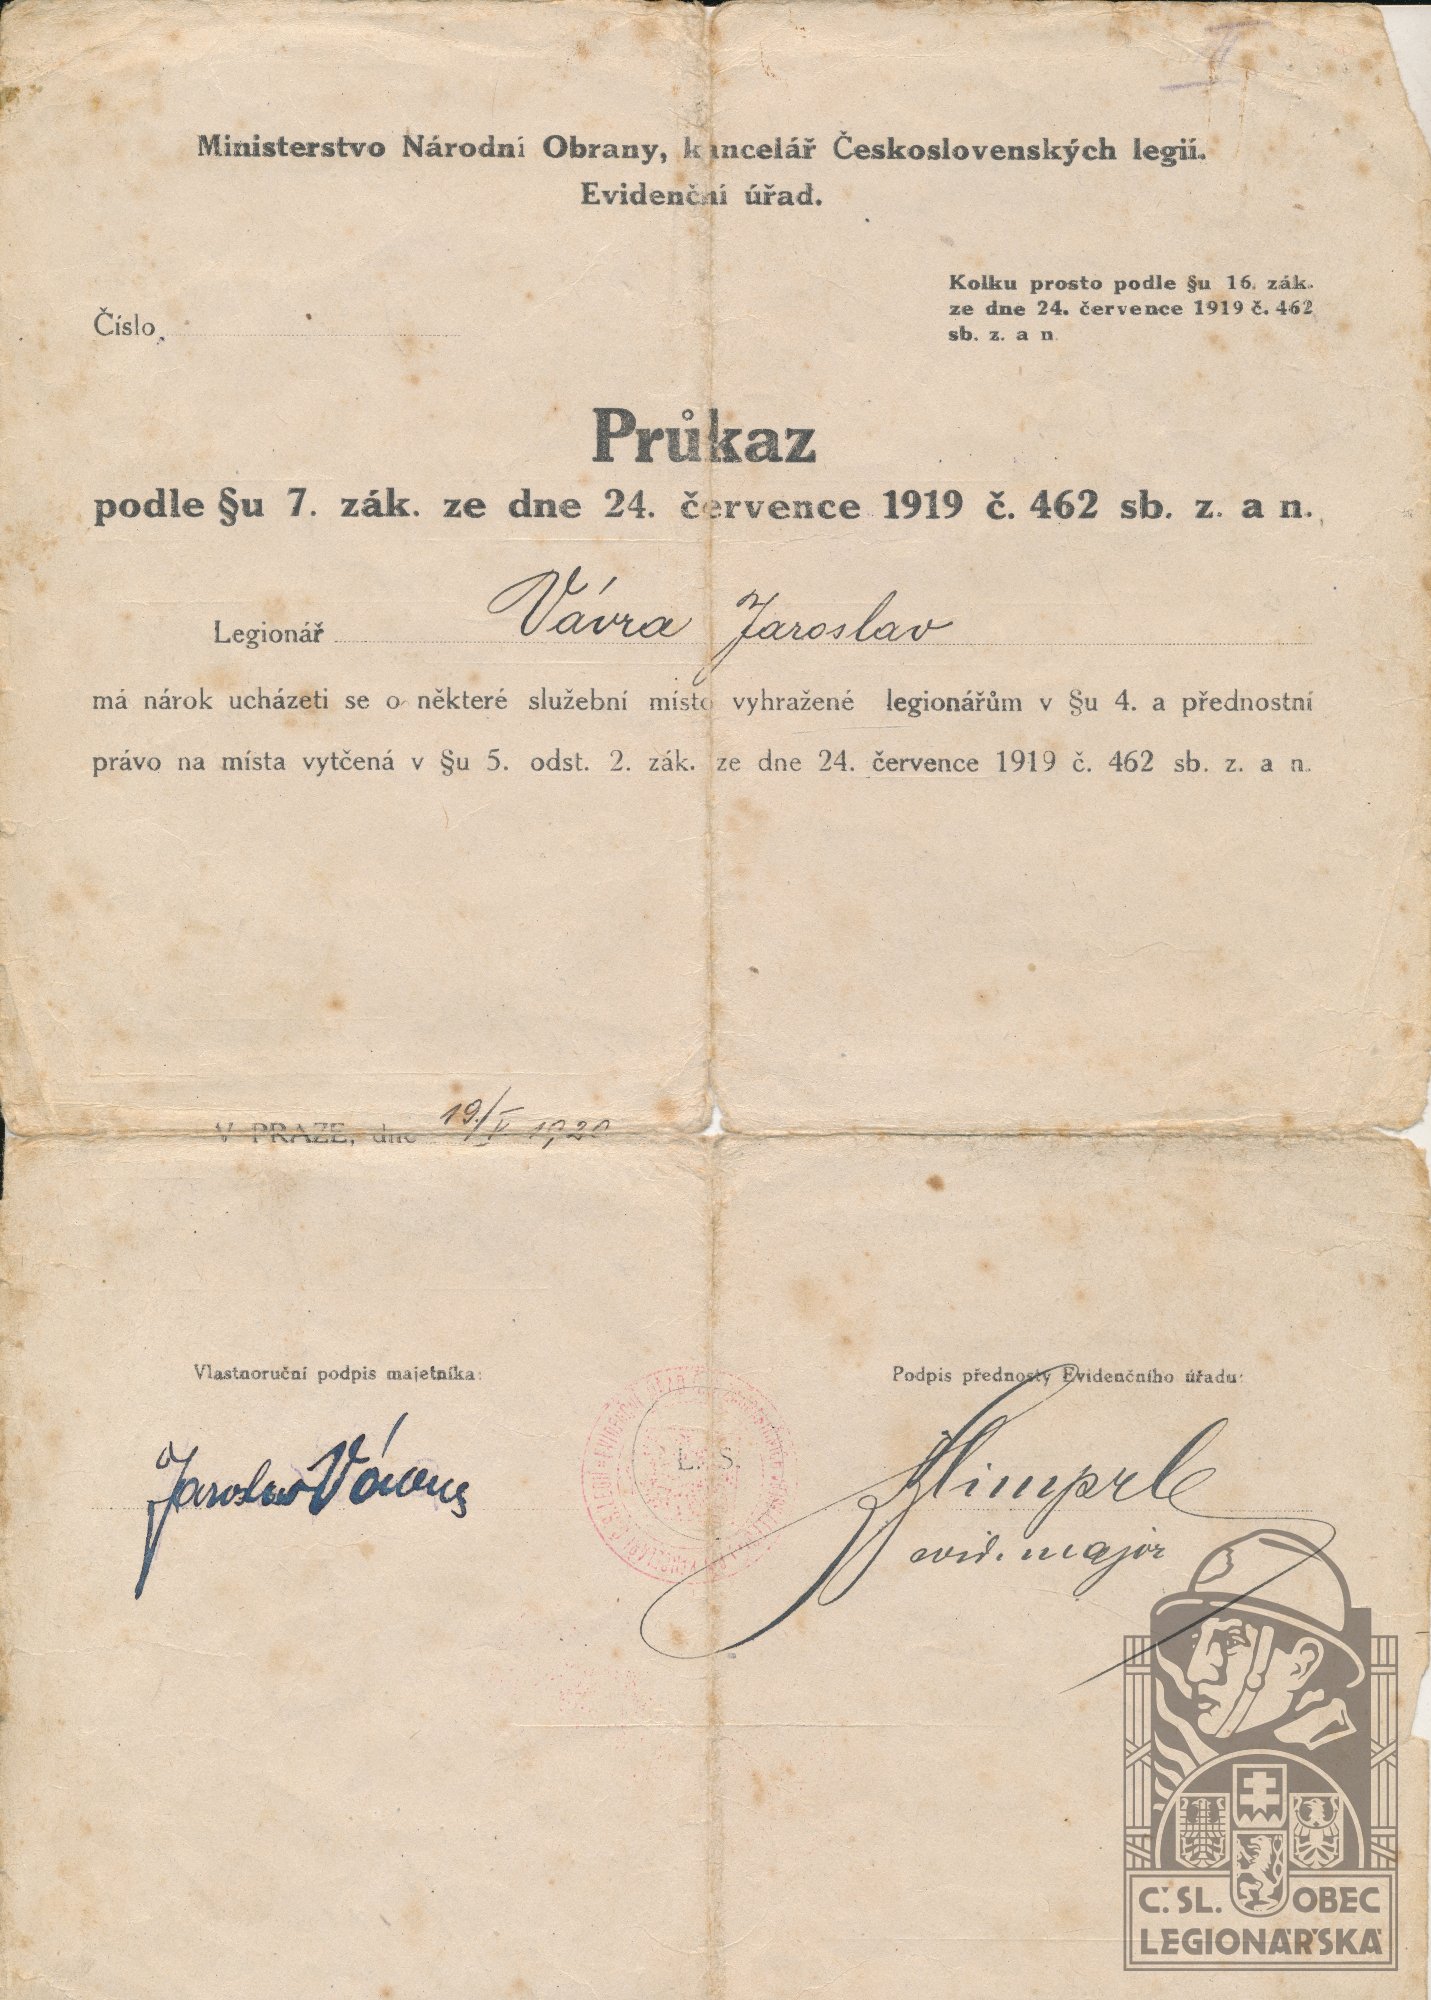 II
Ministerstvo Národní Obrany, kancelář Československých legií.
Evidenční úřad.
Kolku prosto podle §u 16. zák.
ze dne 24. července 1919 č. 462
sb. z. a n.
Číslo
Průkaz
podle §u 7. zák. ze dne 24. července 1919 č. 462 sb. z. a n.
Legionář Vávra Jaroslav
má nárok ucházeti se o některé služební místo vyhražené legionářům v §u 4. a přednostní
právo na místa vytčená v §u 5. odst. 2. zák. ze dne 24. července 1919 č. 462 sb. z. a n.
V PRAZE, dne 19./V 1920
Vlastnoruční podpis majetníka:
Podpis přednosty Evidenčního úřadu:
L. S.
Jaroslav Vávra
major
Č. SL. OBEC
LEGIONÁŘSKÁ